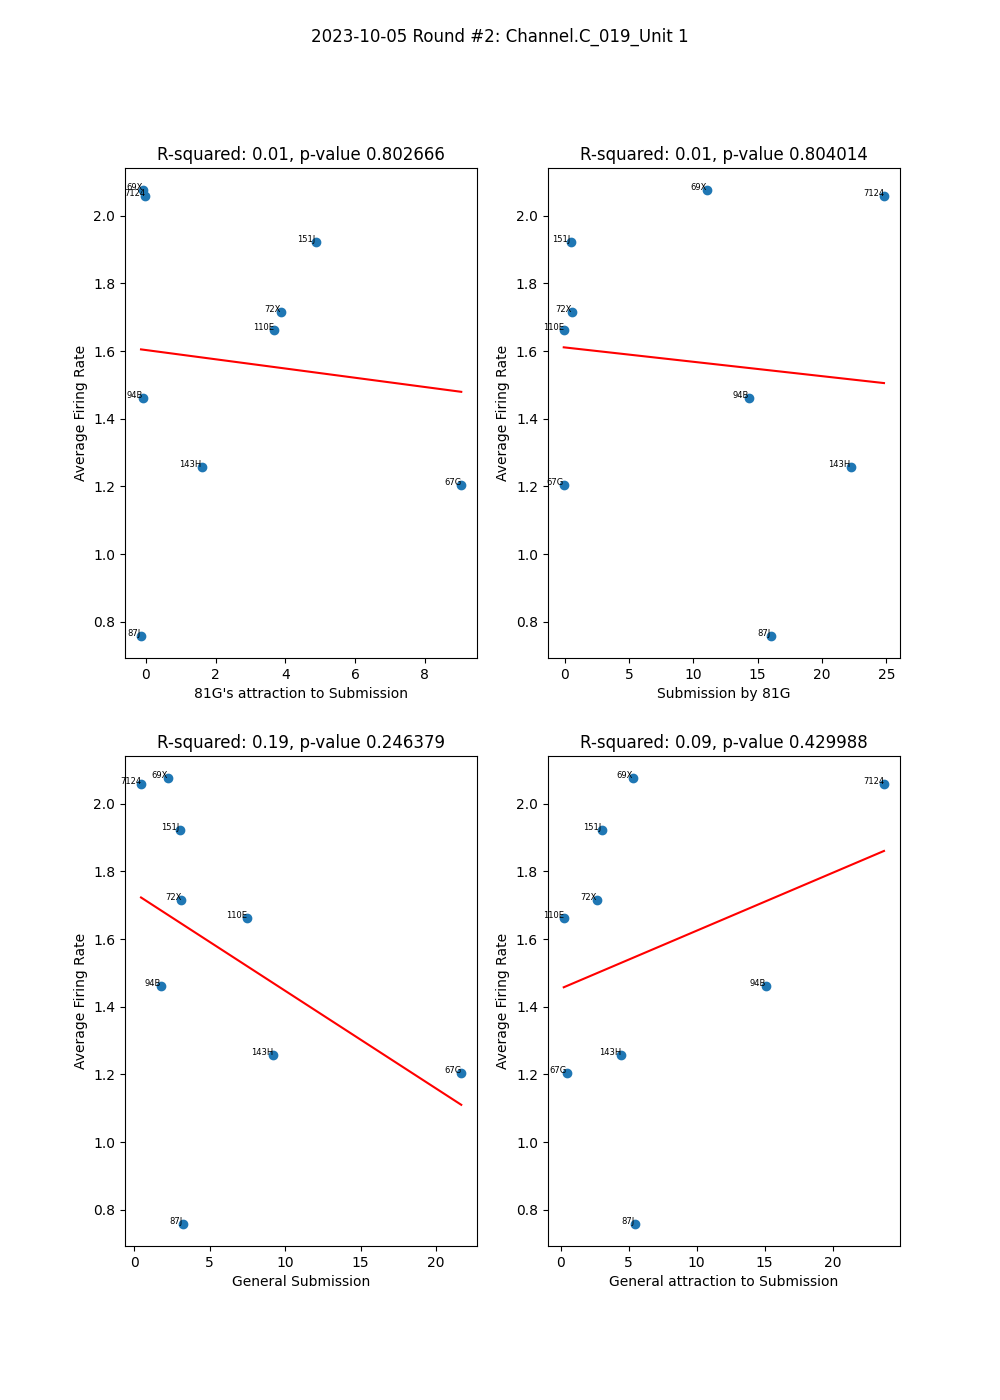 2023-10-05 Round #2: Channel.C_019_Unit 1
R-squared: 0.01, p-value 0.802666
69X
7124
151J
72X
110E
94B
143H
67G
87J
2.0
1.8
1.6
1.4
1.2
1.0
0.8
Average Firing Rate
0 2 4 6 8
81G's attraction to Submission
R-squared: 0.01, p-value 0.804014
69X
7124
151J
72X
110E
94B
143H
67G
87J
2.0
1.8
1.6
1.4
1.2
1.0
0.8
Average Firing Rate
0 5 10 15 20 25
Submission by 81G
R-squared: 0.19, p-value 0.246379
69X
7124
151J
72X
110E
94B
143H
67G
87J
2.0
1.8
1.6
1.4
1.2
1.0
0.8
Average Firing Rate
0 5 10 15 20
General Submission
R-squared: 0.09, p-value 0.429988
69X
7124
151J
72X
110E
94B
143H
67G
87J
2.0
1.8
1.6
1.4
1.2
1.0
0.8
Average Firing Rate
0 5 10 15 20
General attraction to Submission